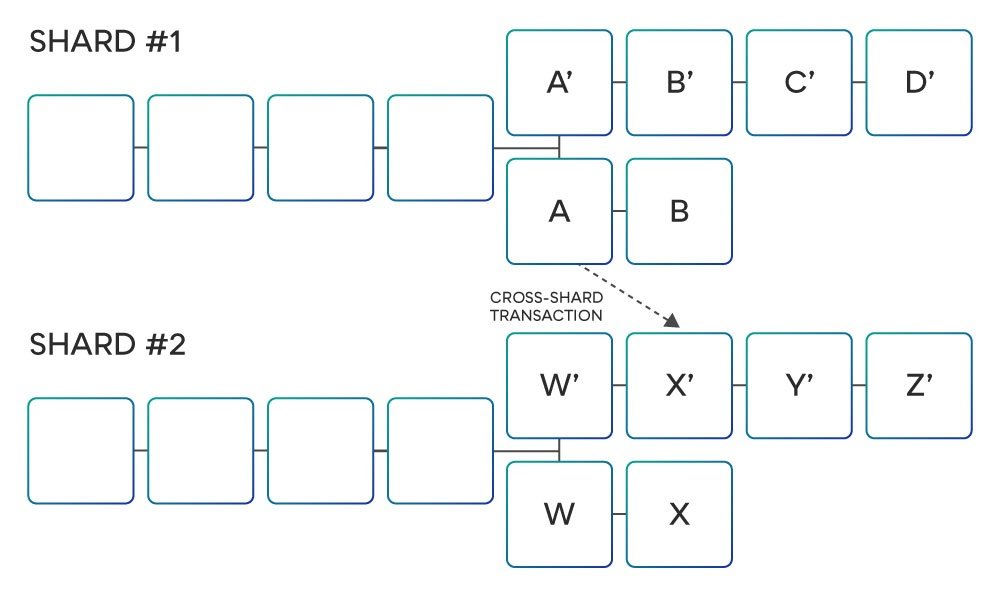 SHARD #1
A’
B’
C’
D’
A
B
CROSS-SHARD
TRANSACTION
SHARD #2
W’
X’
Y’
Z’
W
X